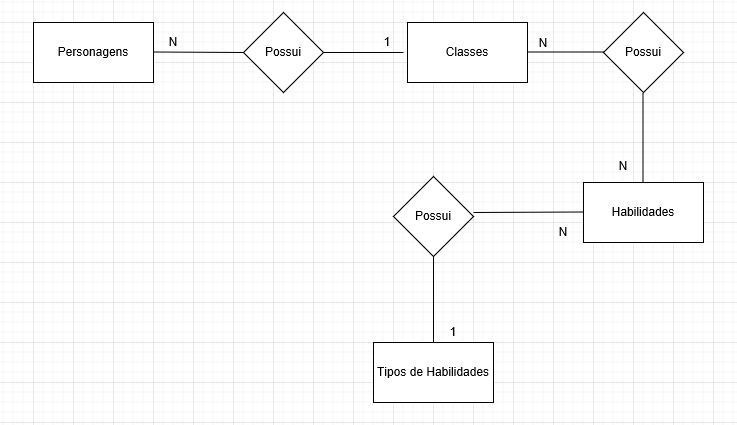 Personagens
N
Possui
1
Classes
N
Possui
N
Habilidades
N
Possui
1
Tipos de Habilidades